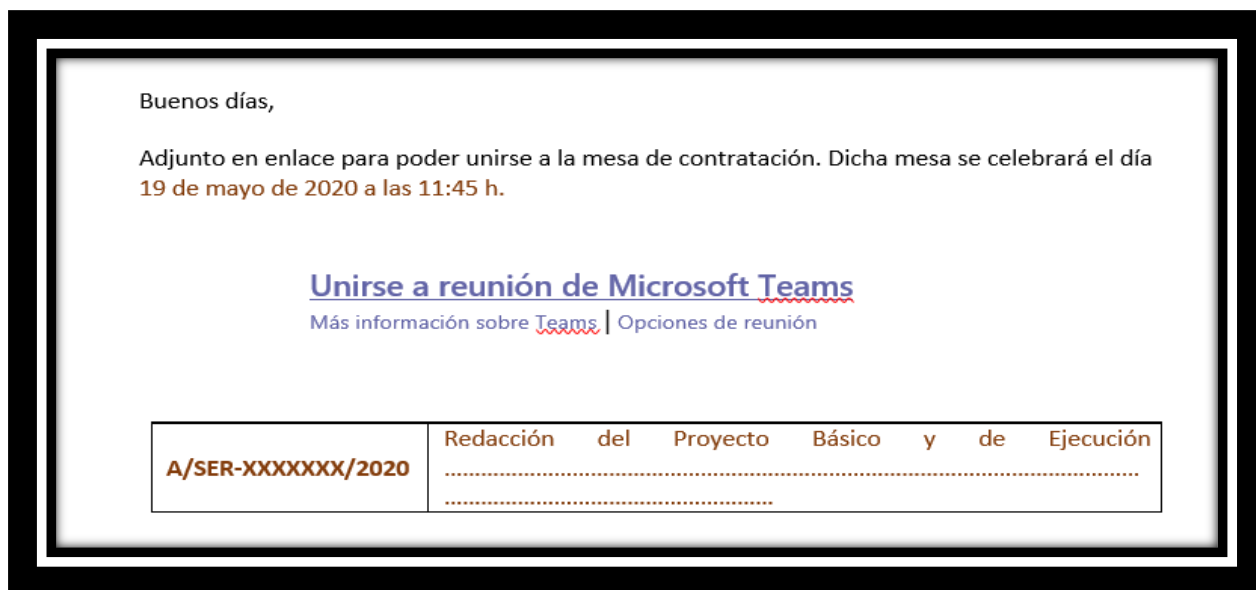 Buenos días,
Adjunto en enlace para poder unirse a la mesa de contratación. Dicha mesa se celebrará el día
19 de mayo de 2020 a las 11:45 h.
Unirse a reunión de Microsoft Teams
Más información sobre Teams | Opciones de reunión
A/SER-XXXXXXX/2020
Redacción del Proyecto Básico y de Ejecución
....................................................................................................................
.......................................................